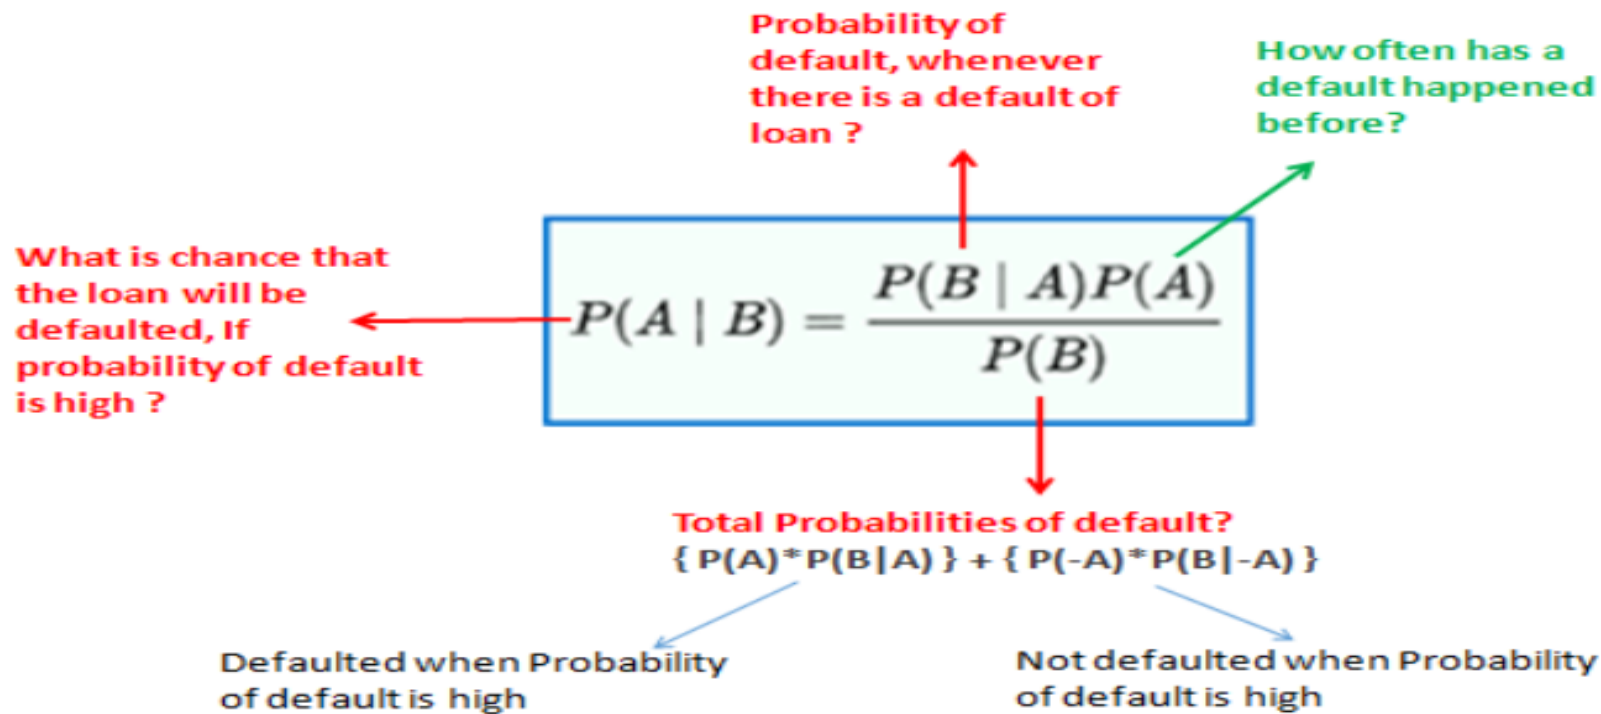 Probability of
default, whenever
there is a default of
loan ?
How often has a
default happened
before?
What is chance that
the loan will be
defaulted, If
probability of default
is high ?
P(A | B) = P(B | A)P(A)
P(B)
Total Probabilities of default?
{ P(A)*P(B|A) } + { P(-A)*P(B|-A) }
Defaulted when Probability
of default is high
Not defaulted when Probability
of default is high